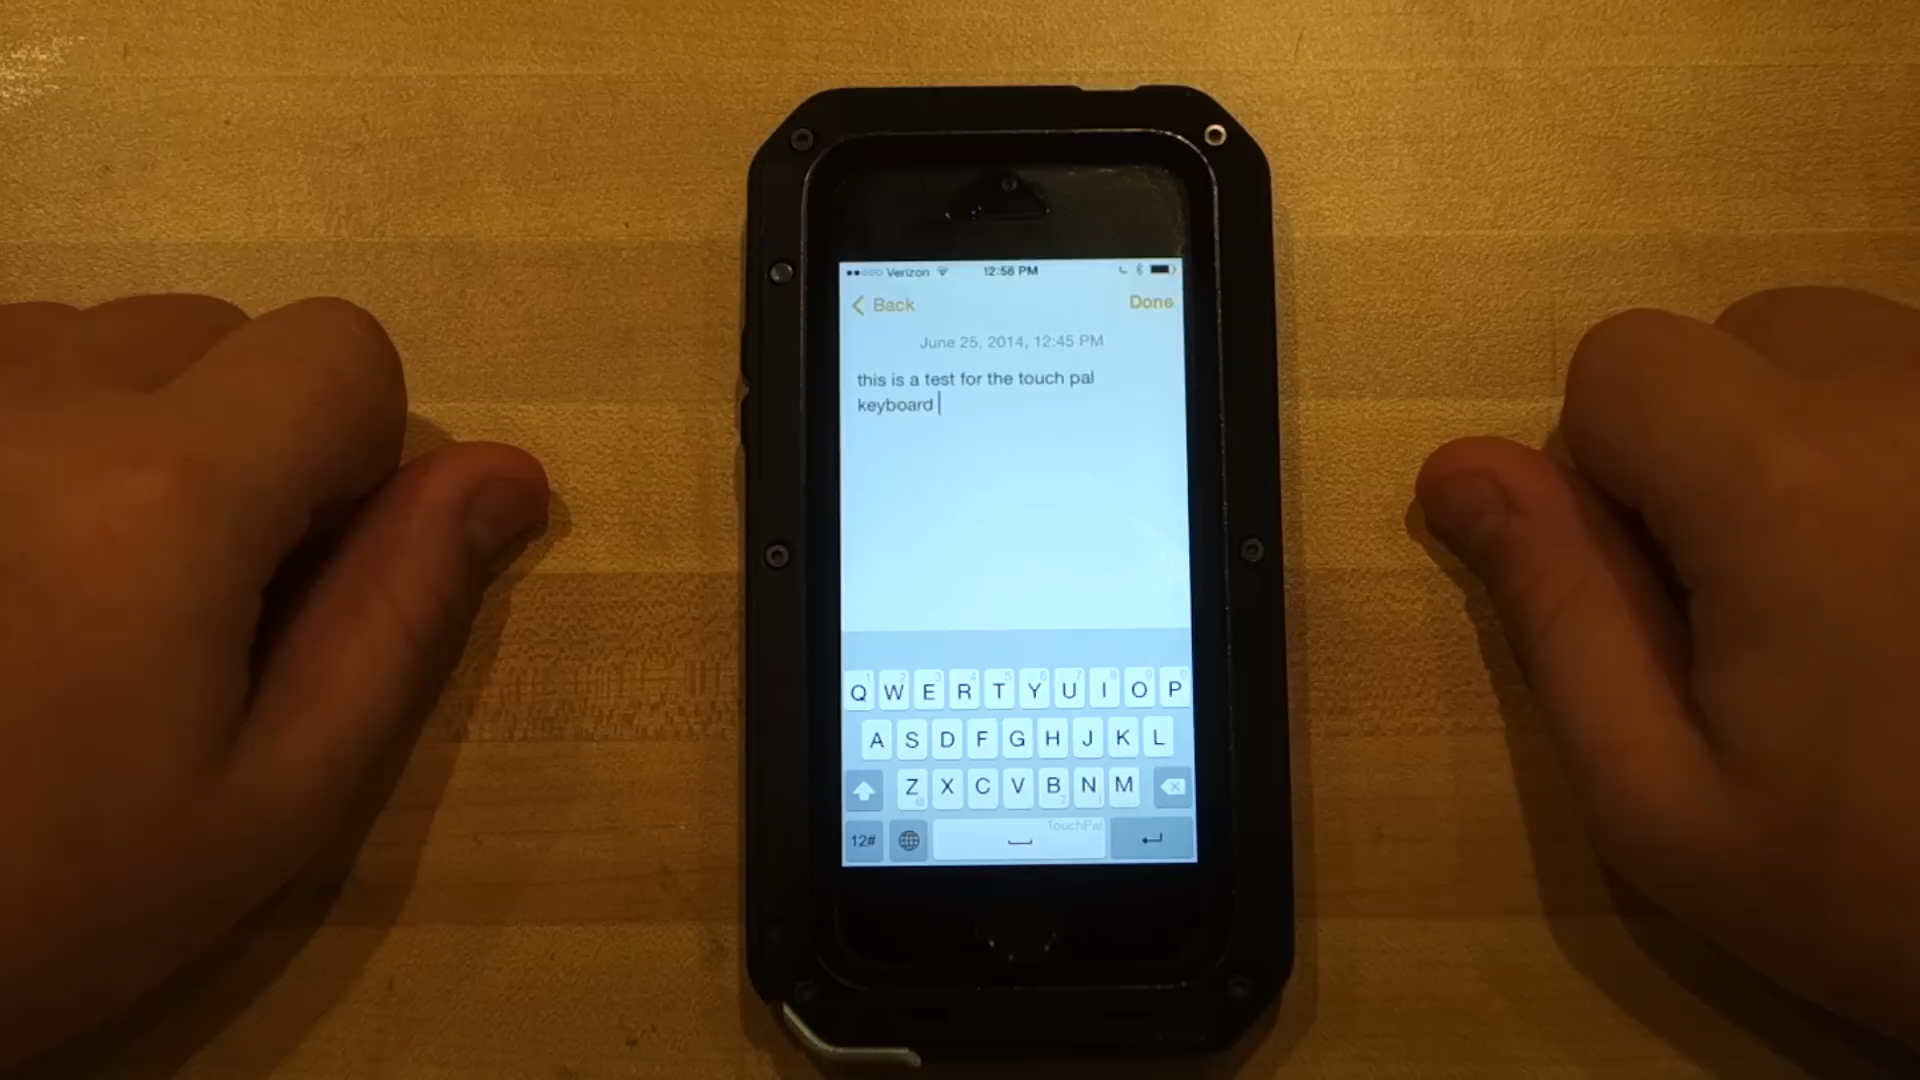 Verizon 12:58 PM
Back Done
June 25, 2014, 12:45 PM
this is a test for the touch pal
keyboard
Q W E R T Y U I O P
A S D F G H J K L
Z X C V B N M
12# TouchPal